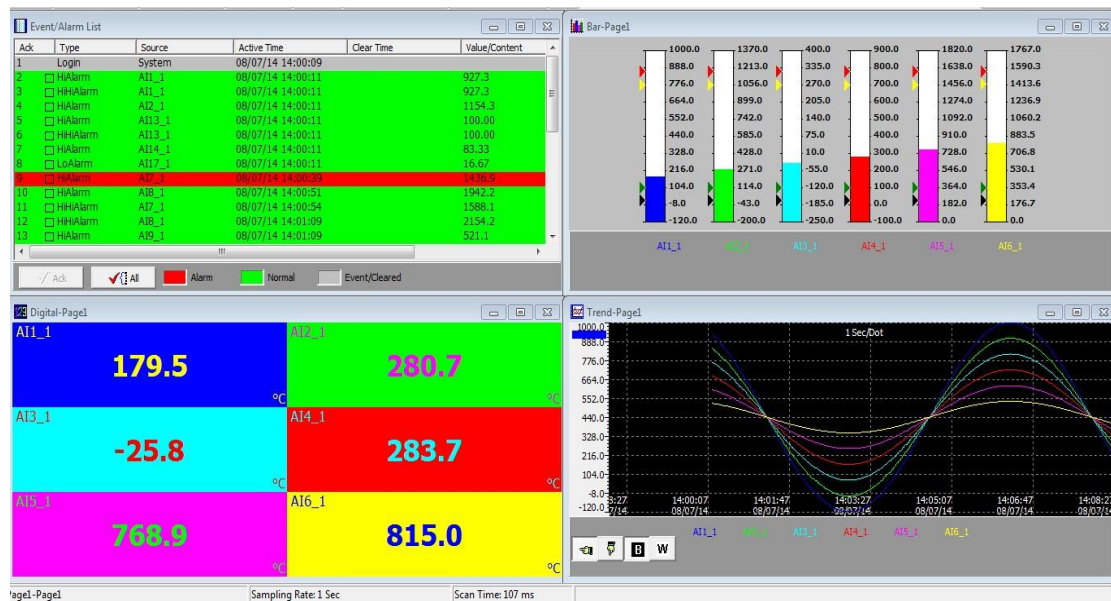 Event/Alarm List
Ack Type Source Active Time Clear Time Value/Content
1 Login System 08/07/14 14:00:09
2 HiAlarm AI1_1 08/07/14 14:00:11 927.3
3 HiHiAlarm AI1_1 08/07/14 14:00:11 927.3
4 HiAlarm AI2_1 08/07/14 14:00:11 1154.3
5 HiAlarm AI13_1 08/07/14 14:00:11 100.00
6 HiHiAlarm AI13_1 08/07/14 14:00:11 100.00
7 HiAlarm AI14_1 08/07/14 14:00:11 83.33
8 LoAlarm AI17_1 08/07/14 14:00:11 16.67
9 HiAlarm AI7_1 08/07/14 14:00:39 1436.9
10 HiAlarm AI8_1 08/07/14 14:00:51 1942.2
11 HiHiAlarm AI7_1 08/07/14 14:00:54 1588.1
12 HiHiAlarm AI8_1 08/07/14 14:01:09 2154.2
13 HiAlarm AI9_1 08/07/14 14:01:09 521.1
Ack All Alarm Normal Event/Cleared
Bar-Page1
1000.0 1370.0 400.0 900.0 1820.0 1767.0
888.0 1213.0 335.0 800.0 1638.0 1590.3
776.0 1056.0 270.0 700.0 1456.0 1413.6
664.0 899.0 205.0 600.0 1274.0 1236.9
552.0 742.0 140.0 500.0 1092.0 1060.2
440.0 585.0 75.0 400.0 910.0 883.5
328.0 428.0 10.0 300.0 728.0 706.8
216.0 271.0 -55.0 200.0 546.0 530.1
104.0 114.0 -120.0 100.0 364.0 353.4
-8.0 -43.0 -185.0 0.0 182.0 176.7
-120.0 -200.0 -250.0 -100.0 0.0 0.0
AI1_1 AI2_1 AI3_1 AI4_1 AI5_1 AI6_1
Digital-Page1
AI1_1 AI2_1
179.5 280.7
ºC ºC
AI3_1 AI4_1
-25.8 283.7
ºC ºC
AI5_1 AI6_1
768.9 815.0
ºC ºC
Trend-Page1
1000.0
1 Sec/Dot
888.0
776.0
664.0
552.0
440.0
328.0
216.0
104.0
-8.0
-120.0
3:27 14:00:07 14:01:47 14:03:27 14:05:07 14:06:47 14:08:2
7/14 08/07/14 08/07/14 08/07/14 08/07/14 08/07/14 08/07/1
AI1_1 AI2_1 AI3_1 AI4_1 AI5_1 AI6_1
B W
Page1-Page1 Sampling Rate: 1 Sec Scan Time: 107 ms